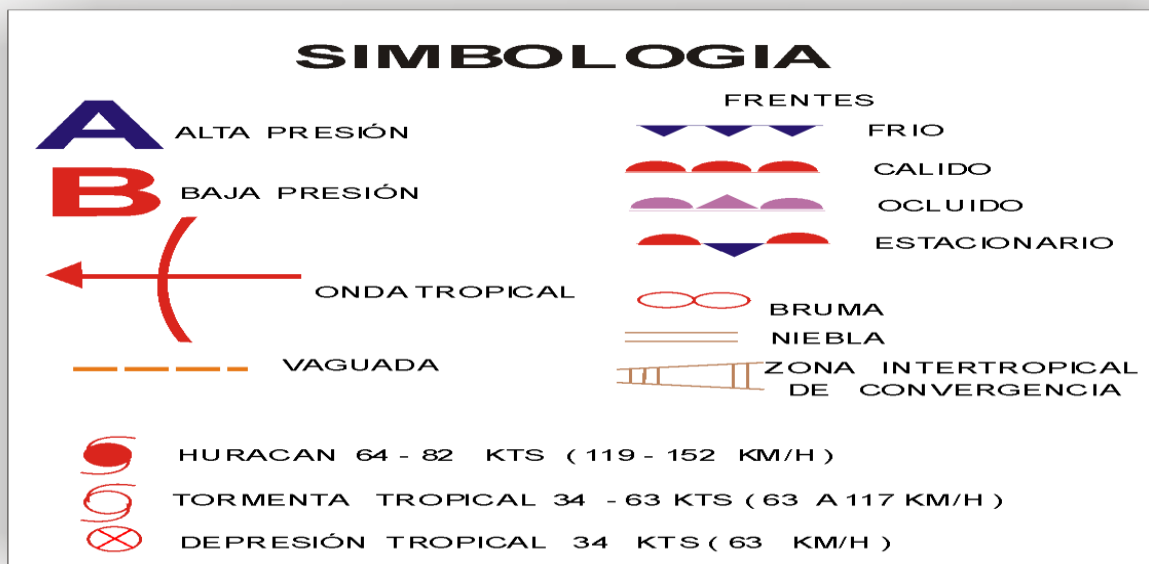 SIMBOLOGIA
A ALTA PRESIÓN
B BAJA PRESIÓN
ONDA TROPICAL
VAGUADA
FRENTES
FRIO
CALIDO
OCLUIDO
ESTACIONARIO
BRUMA
NIEBLA
ZONA INTERTROPICAL
DE CONVERGENCIA
HURACAN 64 - 82 KTS ( 119 - 152 KM/H )
TORMENTA TROPICAL 34 - 63 KTS ( 63 A 117 KM/H )
DEPRESIÓN TROPICAL 34 KTS ( 63 KM/H )